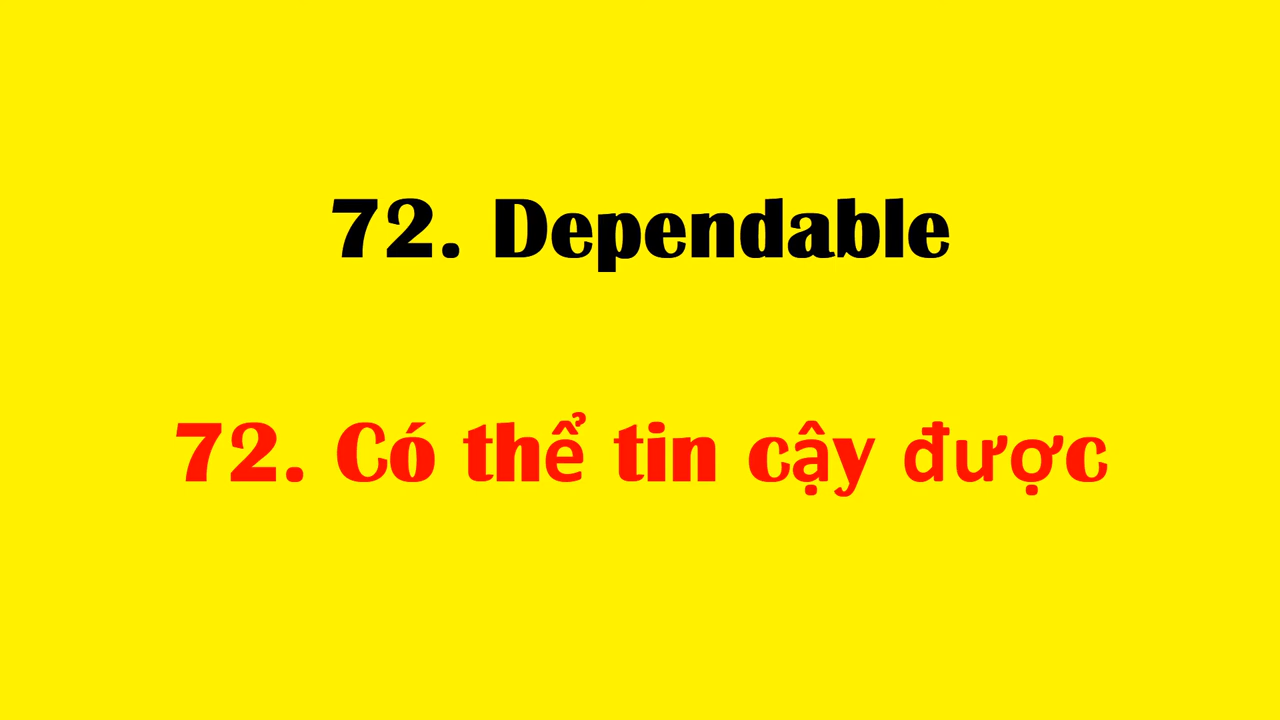 72. Dependable
72. Có thể tin cậy được